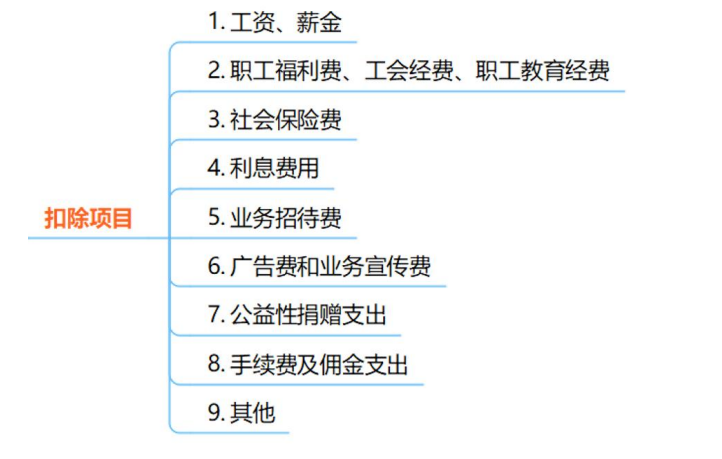 1. 工资、薪金
2. 职工福利费、工会经费、职工教育经费
3. 社会保险费
4. 利息费用
扣除项目
5. 业务招待费
6. 广告费和业务宣传费
7. 公益性捐赠支出
8. 手续费及佣金支出
9. 其他